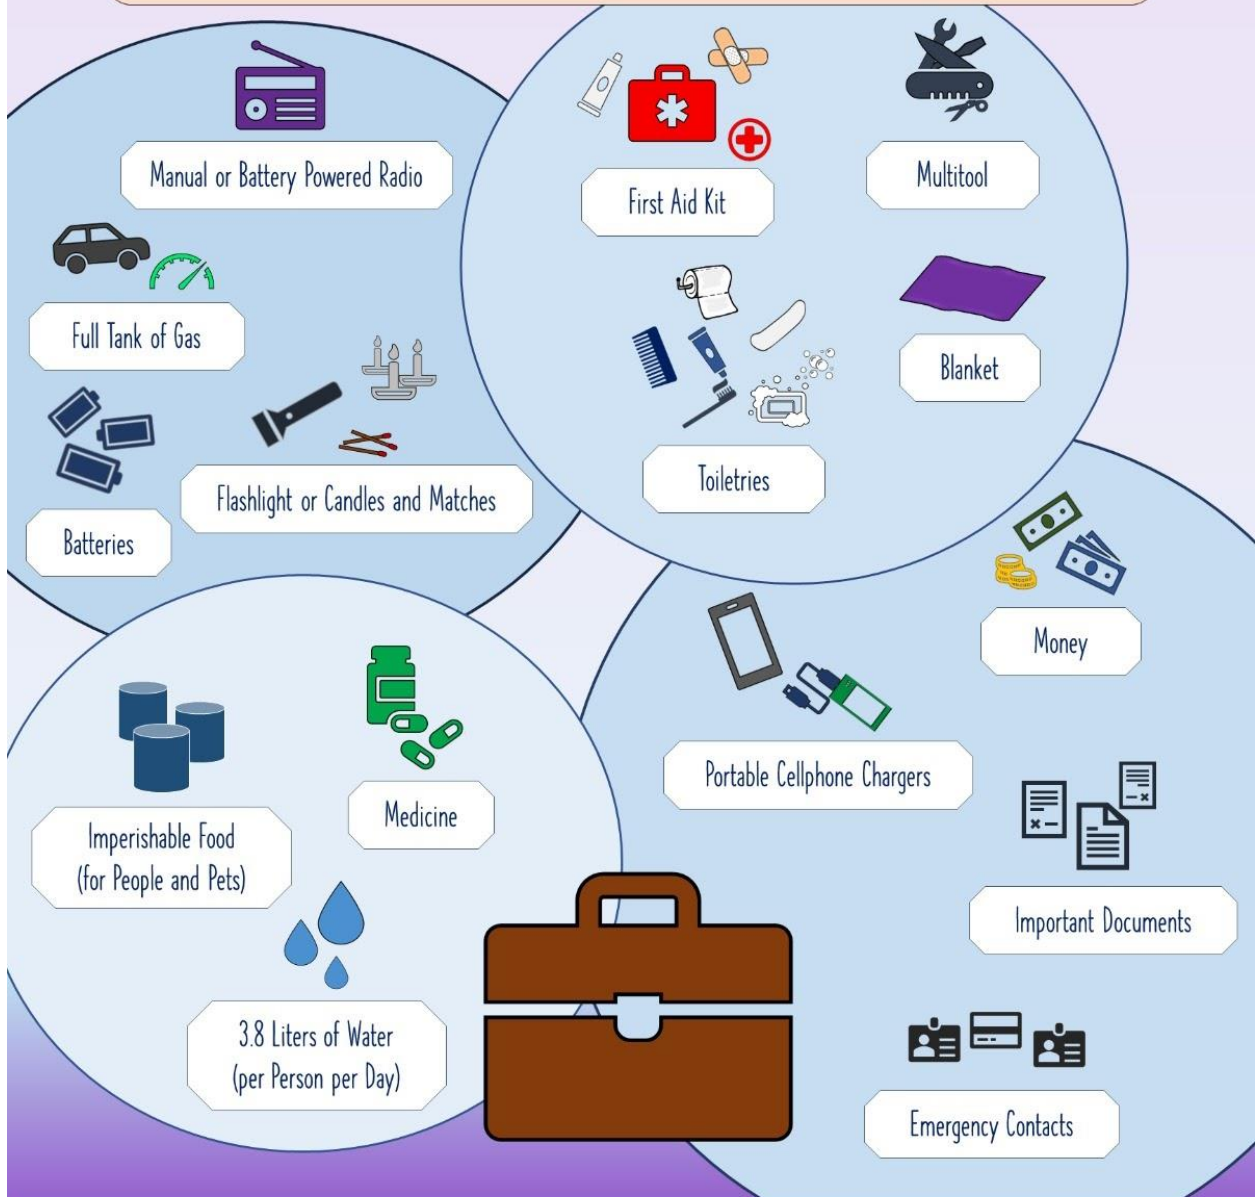 Manual or Battery Powered Radio
Full Tank of Gas
Flashlight or Candles and Matches
Batteries
First Aid Kit
Multitool
Blanket
Toiletries
Money
Portable Cellphone Chargers
Important Documents
Emergency Contacts
Medicine
Imperishable Food
(for People and Pets)
3.8 Liters of Water
(per Person per Day)